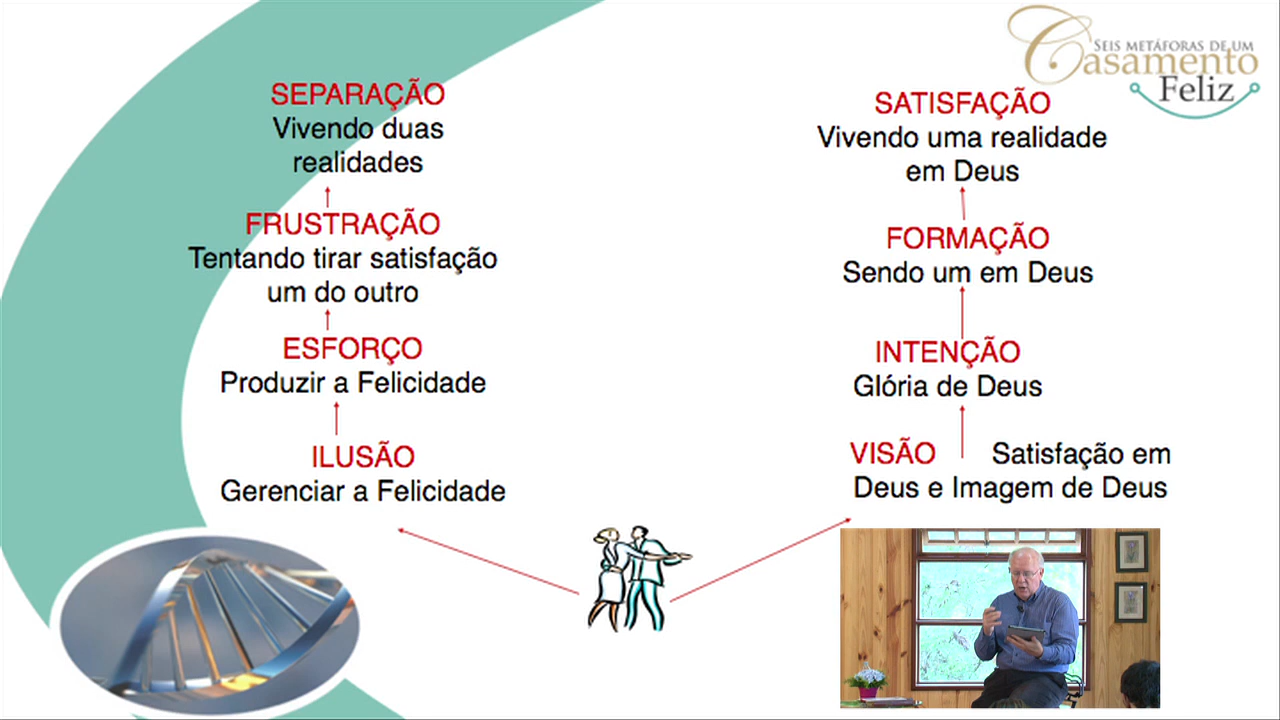 SEIS METÁFORAS DE UM
Casamento
Feliz
SEPARAÇÃO
Vivendo duas
realidades
FRUSTRAÇÃO
Tentando tirar satisfação
um do outro
ESFORÇO
Produzir a Felicidade
ILUSÃO
Gerenciar a Felicidade
SATISFAÇÃO
Vivendo uma realidade
em Deus
FORMAÇÃO
Sendo um em Deus
INTENÇÃO
Glória de Deus
VISÃO Satisfação em
Deus e Imagem de Deus